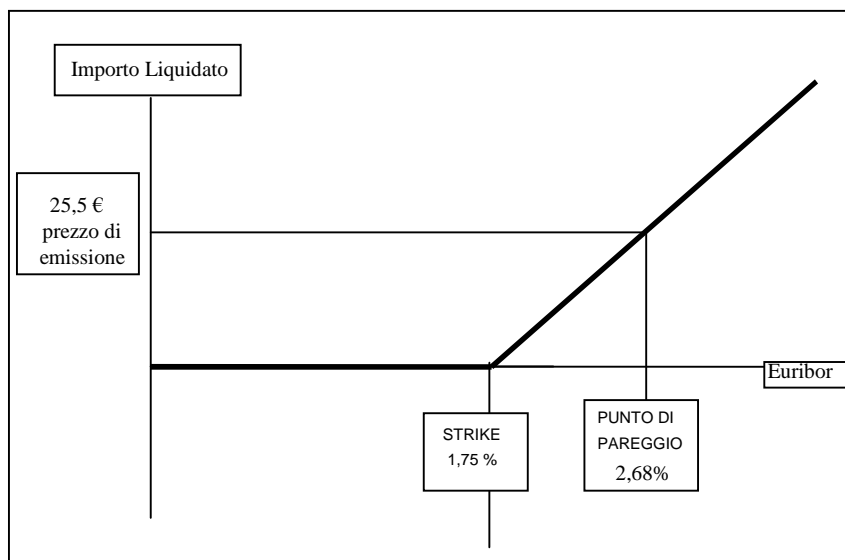 Importo Liquidato
25,5 €
prezzo di
emissione
Euribor
STRIKE
1,75 %
PUNTO DI
PAREGGIO
2,68%